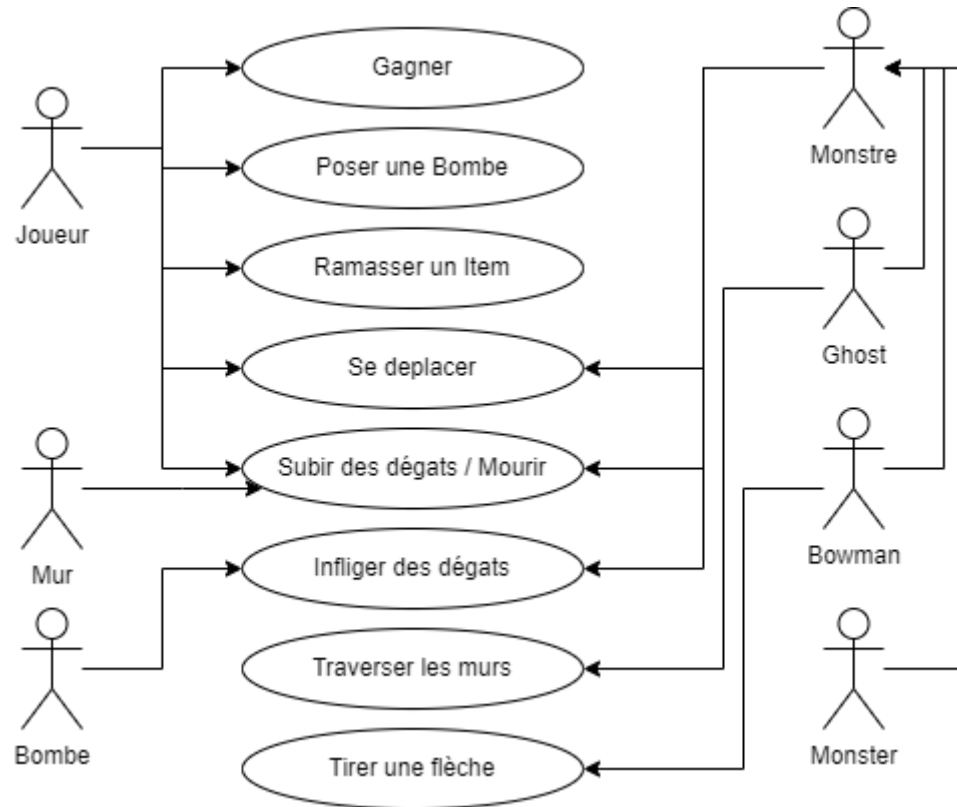 Gagner
Poser une Bombe
Monstre
Joueur
Ramasser un Item
Ghost
Se deplacer
Subir des dégats / Mourir
Bowman
Mur
Infliger des dégats
Traverser les murs
Bombe
Monster
Tirer une flèche